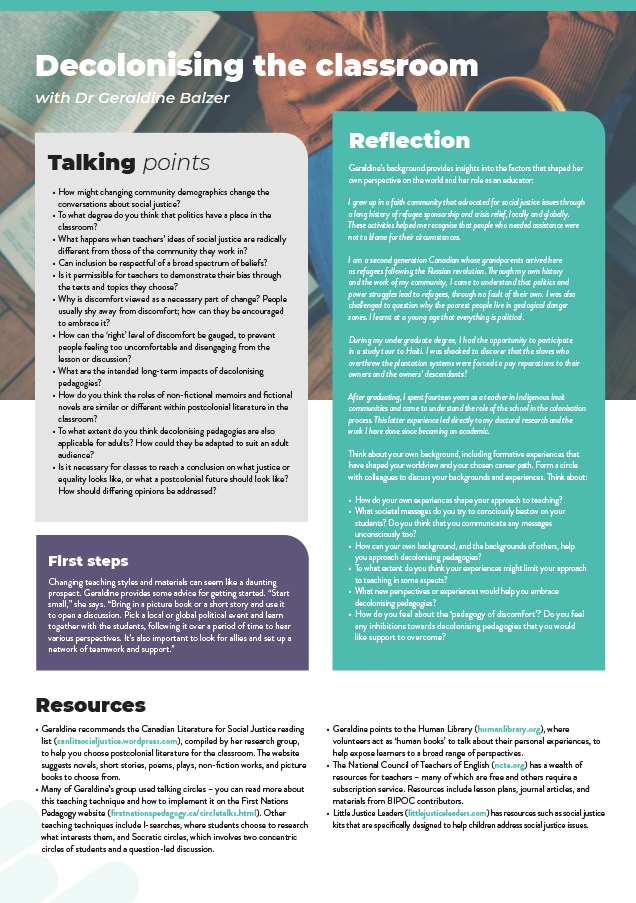 Decolonising the classroom
with Dr Geraldine Balzer
Talking points
• How might changing community demographics change the
conversations about social justice?
• To what degree do you think that politics have a place in the
classroom?
• What happens when teachers' ideas of social justice are radically
different from those of the community they work in?
• Can inclusion be respectful of a broad spectrum of beliefs?
• Is it permissible for teachers to demonstrate their bias through
the texts and topics they choose?
• Why is discomfort viewed as a necessary part of change? People
usually shy away from discomfort; how can they be encouraged
to embrace it?
• How can the 'right' level of discomfort be gauged, to prevent
people feeling too uncomfortable and disengaging from the
lesson or discussion?
• What are the intended long-term impacts of decolonising
pedagogies?
• How do you think the roles of non-fictional memoirs and fictional
novels are similar or different within postcolonial literature in the
classroom?
• To what extent do you think decolonising pedagogies are also
applicable for adults? How could they be adapted to suit an adult
audience?
• Is it necessary for classes to reach a conclusion on what justice or
equality looks like, or what a postcolonial future should look like?
How should differing opinions be addressed?
First steps
Changing teaching styles and materials can seem like a daunting
prospect. Geraldine provides some advice for getting started. "Start
small," she says. "Bring in a picture book or a short story and use it
to open a discussion. Pick a local or global political event and learn
together with the students, following it over a period of time to hear
various perspectives. It's also important to look for allies and set up a
network of teamwork and support."
Reflection
Geraldine's background provides insights into the factors that shaped her
own perspective on the world and her role as an educator:
I grew up in a faith community that advocated for social justice issues through
a long history of refugee sponsorship and crisis relief, locally and globally.
These activities helped me recognise that people who needed assistance were
not to blame for their circumstances.
I am a second generation Canadian whose grandparents arrived here
as refugees following the Russian revolution. Through my own history
and the work of my community, I came to understand that politics and
power struggles lead to refugees, through no fault of their own. I was also
challenged to question why the poorest people live in geological danger
zones. I learnt at a young age that everything is political.
During my undergraduate degree, I had the opportunity to participate
in a study tour to Haiti. I was shocked to discover that the slaves who
overthrew the plantation systems were forced to pay reparations to their
owners and the owners' descendants!
After graduating, I spent fourteen years as a teacher in Indigenous Inuit
communities and came to understand the role of the school in the colonisation
process. This latter experience led directly to my doctoral research and the
work I have done since becoming an academic.
Think about your own background, including formative experiences that
have shaped your worldview and your chosen career path. Form a circle
with colleagues to discuss your backgrounds and experiences. Think about:
• How do your own experiences shape your approach to teaching?
• What societal messages do you try to consciously bestow on your
students? Do you think that you communicate any messages
unconsciously too?
• How can your own background, and the backgrounds of others, help
you approach decolonising pedagogies?
• To what extent do you think your experiences might limit your approach
to teaching in some aspects?
• What new perspectives or experiences would help you embrace
decolonising pedagogies?
• How do you feel about the 'pedagogy of discomfort'? Do you feel
any inhibitions towards decolonising pedagogies that you would
like support to overcome?
Resources
• Geraldine recommends the Canadian Literature for Social Justice reading
list (canlitsocialjustice.wordpress.com), compiled by her research group,
to help you choose postcolonial literature for the classroom. The website
suggests novels, short stories, poems, plays, non-fiction works, and picture
books to choose from.
• Many of Geraldine's group used talking circles – you can read more about
this teaching technique and how to implement it on the First Nations
Pedagogy website (firstnationspedagogy.ca/circletalks.html). Other
teaching techniques include I-searches, where students choose to research
what interests them, and Socratic circles, which involve two concentric
circles of students and a question-led discussion.
• Geraldine points to the Human Library (humanlibrary.org), where
volunteers act as 'human books' to talk about their personal experiences, to
help expose learners to a broad range of perspectives.
• The National Council of Teachers of English (ncte.org) has a wealth of
resources for teachers – many of which are free and others require a
subscription service. Resources include lesson plans, journal articles, and
materials from BIPOC contributors.
• Little Justice Leaders (littlejusticeleaders.com) has resources such as social justice
kits that are specifically designed to help children address social justice issues.